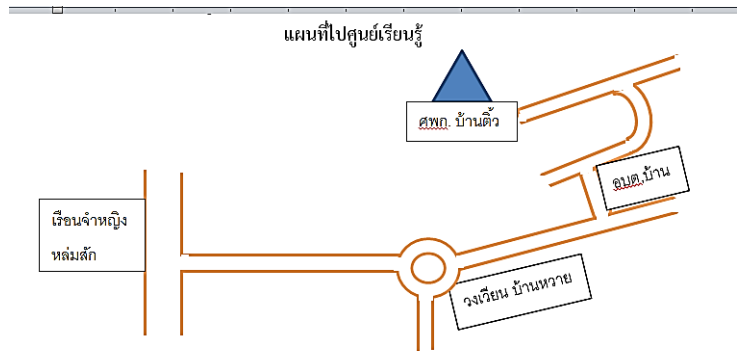 แผนที่ไปศูนย์เรียนรู้
ศพก. บ้านติ้ว
อบต.บ้าน
เรือนจำหญิง
หล่มสัก
วงเวียน บ้านหวาย